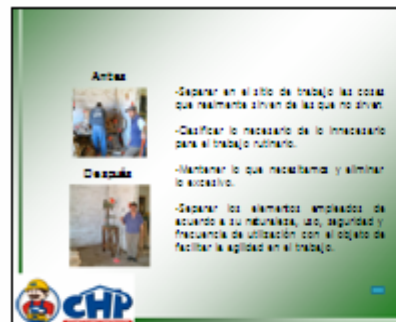 Antes
-Separar en el sitio de trabajo las cosas
que realmente sirven de las que no sirven.
-Clasificar lo necesario de lo innecesario
para el trabajo rutinario.
Después
-Mantener lo que necesitamos y eliminar
lo excesivo.
-Separar los elementos empleados de
acuerdo a su naturaleza, uso, seguridad y
frecuencia de utilización con el objeto de
facilitar la agilidad en el trabajo.
CHP